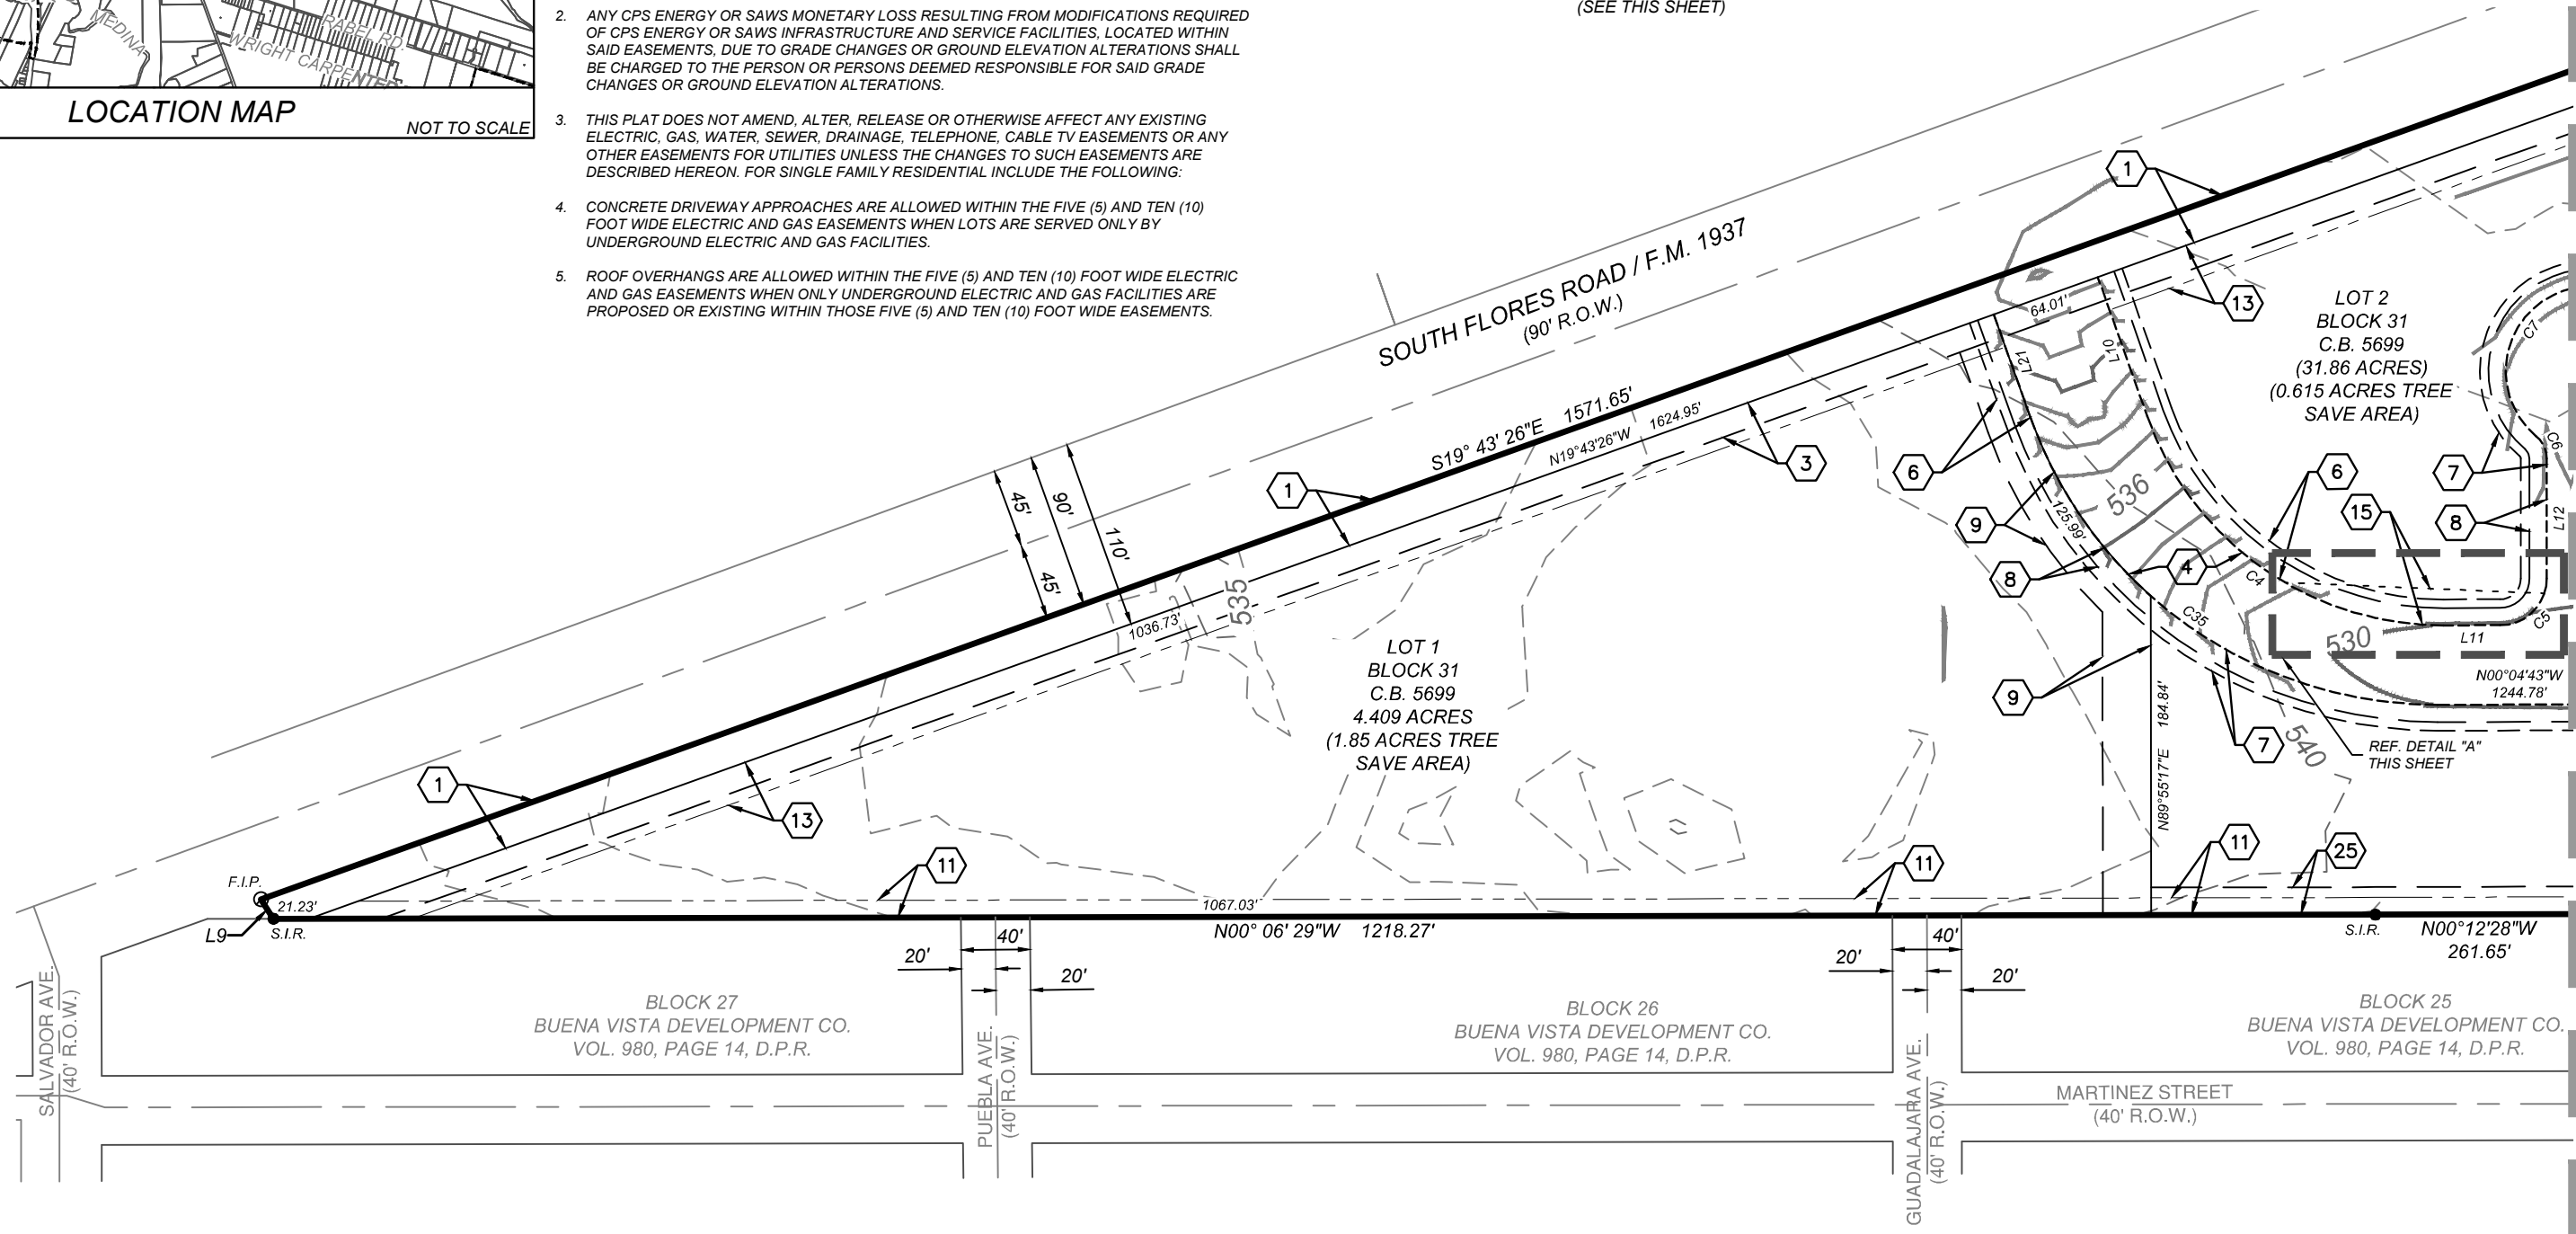 MEDINA
RABEL RD.
WRIGHT CARPENTER
LOCATION MAP
NOT TO SCALE
2. ANY CPS ENERGY OR SAWS MONETARY LOSS RESULTING FROM MODIFICATIONS REQUIRED
OF CPS ENERGY OR SAWS INFRASTRUCTURE AND SERVICE FACILITIES, LOCATED WITHIN
SAID EASEMENTS, DUE TO GRADE CHANGES OR GROUND ELEVATION ALTERATIONS SHALL
BE CHARGED TO THE PERSON OR PERSONS DEEMED RESPONSIBLE FOR SAID GRADE
CHANGES OR GROUND ELEVATION ALTERATIONS.
3. THIS PLAT DOES NOT AMEND, ALTER, RELEASE OR OTHERWISE AFFECT ANY EXISTING
ELECTRIC, GAS, WATER, SEWER, DRAINAGE, TELEPHONE, CABLE TV EASEMENTS OR ANY
OTHER EASEMENTS FOR UTILITIES UNLESS THE CHANGES TO SUCH EASEMENTS ARE
DESCRIBED HEREON. FOR SINGLE FAMILY RESIDENTIAL INCLUDE THE FOLLOWING:
4. CONCRETE DRIVEWAY APPROACHES ARE ALLOWED WITHIN THE FIVE (5) AND TEN (10)
FOOT WIDE ELECTRIC AND GAS EASEMENTS WHEN LOTS ARE SERVED ONLY BY
UNDERGROUND ELECTRIC AND GAS FACILITIES.
5. ROOF OVERHANGS ARE ALLOWED WITHIN THE FIVE (5) AND TEN (10) FOOT WIDE ELECTRIC
AND GAS EASEMENTS WHEN ONLY UNDERGROUND ELECTRIC AND GAS FACILITIES ARE
PROPOSED OR EXISTING WITHIN THOSE FIVE (5) AND TEN (10) FOOT WIDE EASEMENTS.
(SEE THIS SHEET)
SOUTH FLORES ROAD / F.M. 1937
(90' R.O.W.)
S19° 43' 26"E 1571.65'
N19°43'26"W 1624.95'
45'
90'
110'
45'
1036.73'
535
1
1
1
3
13
13
64.01'
L21
L10
6
9
8
125.99'
536
4
C4
C35
9
7
540
LOT 2
BLOCK 31
C.B. 5699
(31.86 ACRES)
(0.615 ACRES TREE
SAVE AREA)
C7
C6
6
15
7
8
L12
C5
L11
530
N00°04'43"W
1244.78'
REF. DETAIL "A"
THIS SHEET
N89°55'17"E 184.84'
LOT 1
BLOCK 31
C.B. 5699
4.409 ACRES
(1.85 ACRES TREE
SAVE AREA)
11
11
11
25
F.I.P.
21.23'
L9
S.I.R.
1067.03'
N00° 06' 29"W 1218.27'
S.I.R.
N00°12'28"W
261.65'
40'
20'
20'
40'
20'
20'
BLOCK 27
BUENA VISTA DEVELOPMENT CO.
VOL. 980, PAGE 14, D.P.R.
BLOCK 26
BUENA VISTA DEVELOPMENT CO.
VOL. 980, PAGE 14, D.P.R.
BLOCK 25
BUENA VISTA DEVELOPMENT CO.
VOL. 980, PAGE 14, D.P.R.
SALVADOR AVE.
(40' R.O.W.)
PUEBLA AVE.
(40' R.O.W.)
GUADALAJARA AVE.
(40' R.O.W.)
MARTINEZ STREET
(40' R.O.W.)